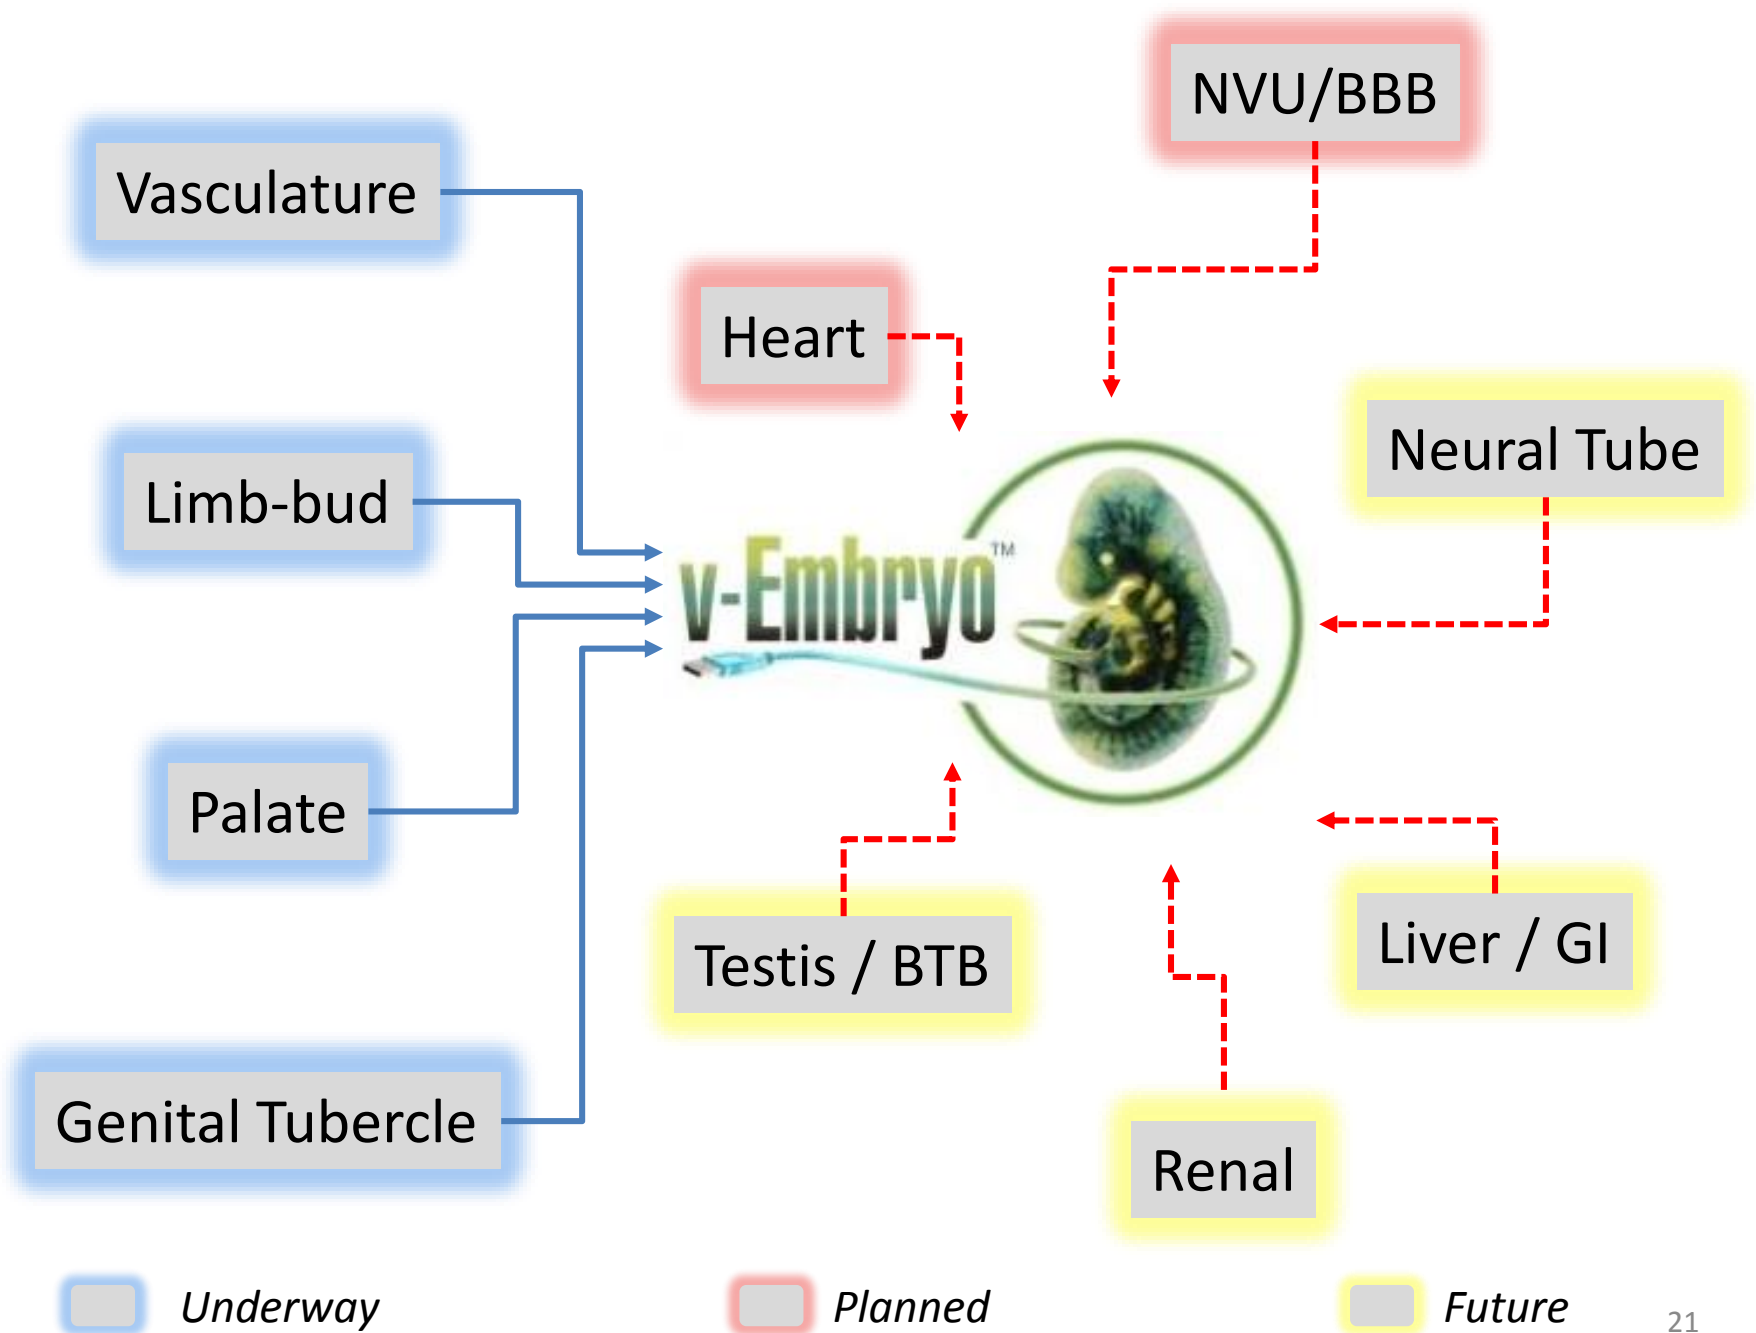 NVU/BBB
Vasculature
Heart
Neural Tube
Limb-bud
v-Embryo™
Palate
Testis / BTB
Liver / GI
Genital Tubercle
Renal
Underway
Planned
Future
21